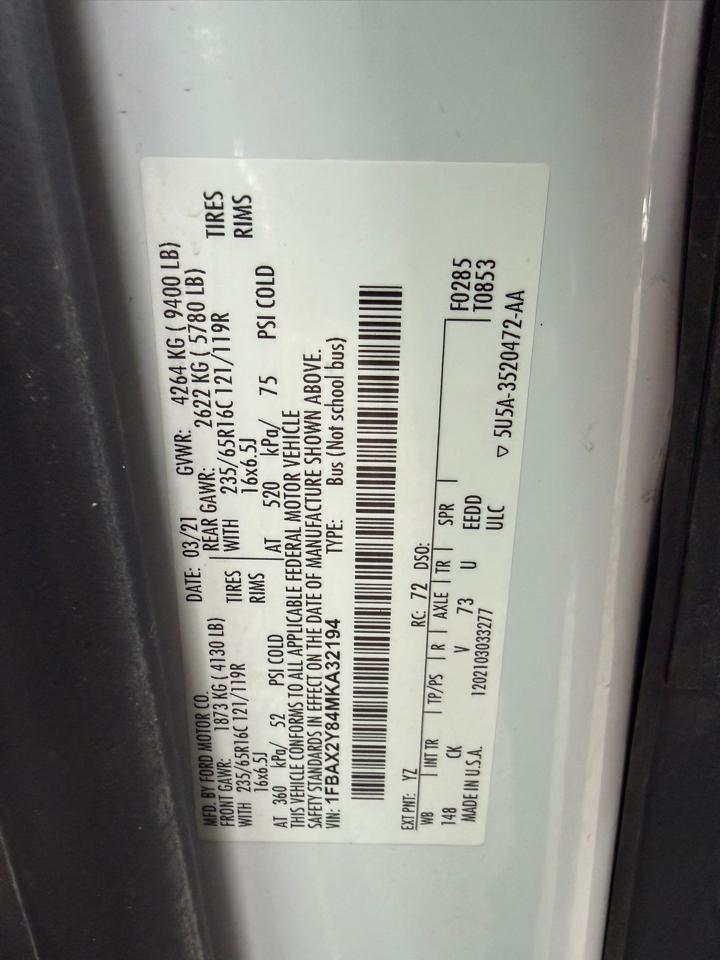 MFD. BY FORD MOTOR CO.
DATE: 03/21 GVWR: 4264 KG ( 9400 LB)
FRONT GAWR: 1873 KG ( 4130 LB) REAR GAWR: 2622 KG ( 5780 LB)
WITH 235/65R16C 121/119R TIRES WITH 235/65R16C 121/119R TIRES
16x6.5J RIMS 16x6.5J RIMS
AT 360 kPa/ 52 PSI COLD AT 520 kPa/ 75 PSI COLD
THIS VEHICLE CONFORMS TO ALL APPLICABLE FEDERAL MOTOR VEHICLE
SAFETY STANDARDS IN EFFECT ON THE DATE OF MANUFACTURE SHOWN ABOVE.
VIN: 1FBAX2Y84MKA32194 TYPE: Bus (Not school bus)
EXT PNT: YZ RC: 72 DSO:
WB INT TR TP/PS R AXLE TR SPR F0285
148 CK V 73 U EEDD T0853
MADE IN U.S.A. 1202103033277 ULC ▽ 5U5A-3520472-AA